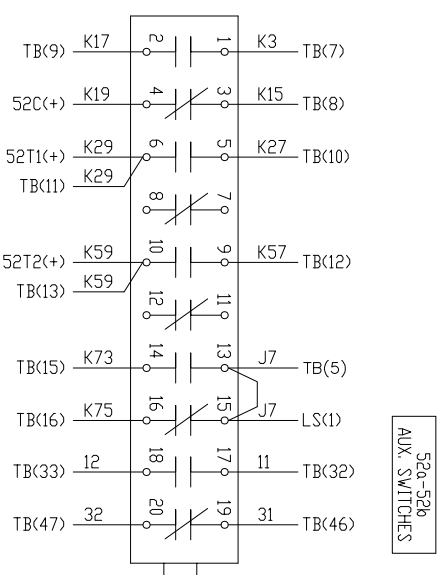 TB(9) K17 2 1 K3 TB(7)
52C(+) K19 4 3 K15 TB(8)
52T1(+) K29 6 5 K27 TB(10)
TB(11) K29
8 7
52T2(+) K59 10 9 K57 TB(12)
TB(13) K59
12 11
TB(15) K73 14 13 J7 TB(5)
TB(16) K75 16 15 J7 LS(1)
TB(33) 12 18 17 11 TB(32)
TB(47) 32 20 19 31 TB(46)
52a-52b
AUX. SWITCHES